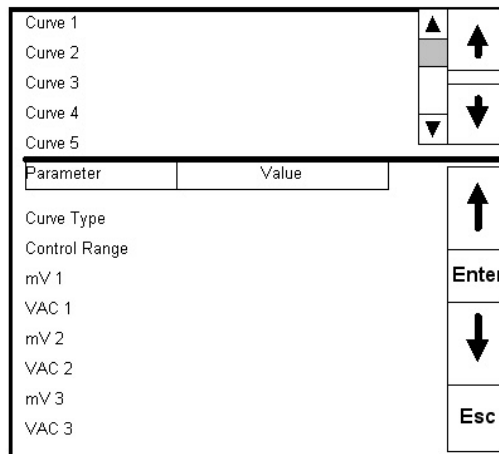 Curve 1
Curve 2
Curve 3
Curve 4
Curve 5
Parameter Value
Curve Type
Control Range
mV 1
VAC 1
mV 2
VAC 2
mV 3
VAC 3
Enter
Esc